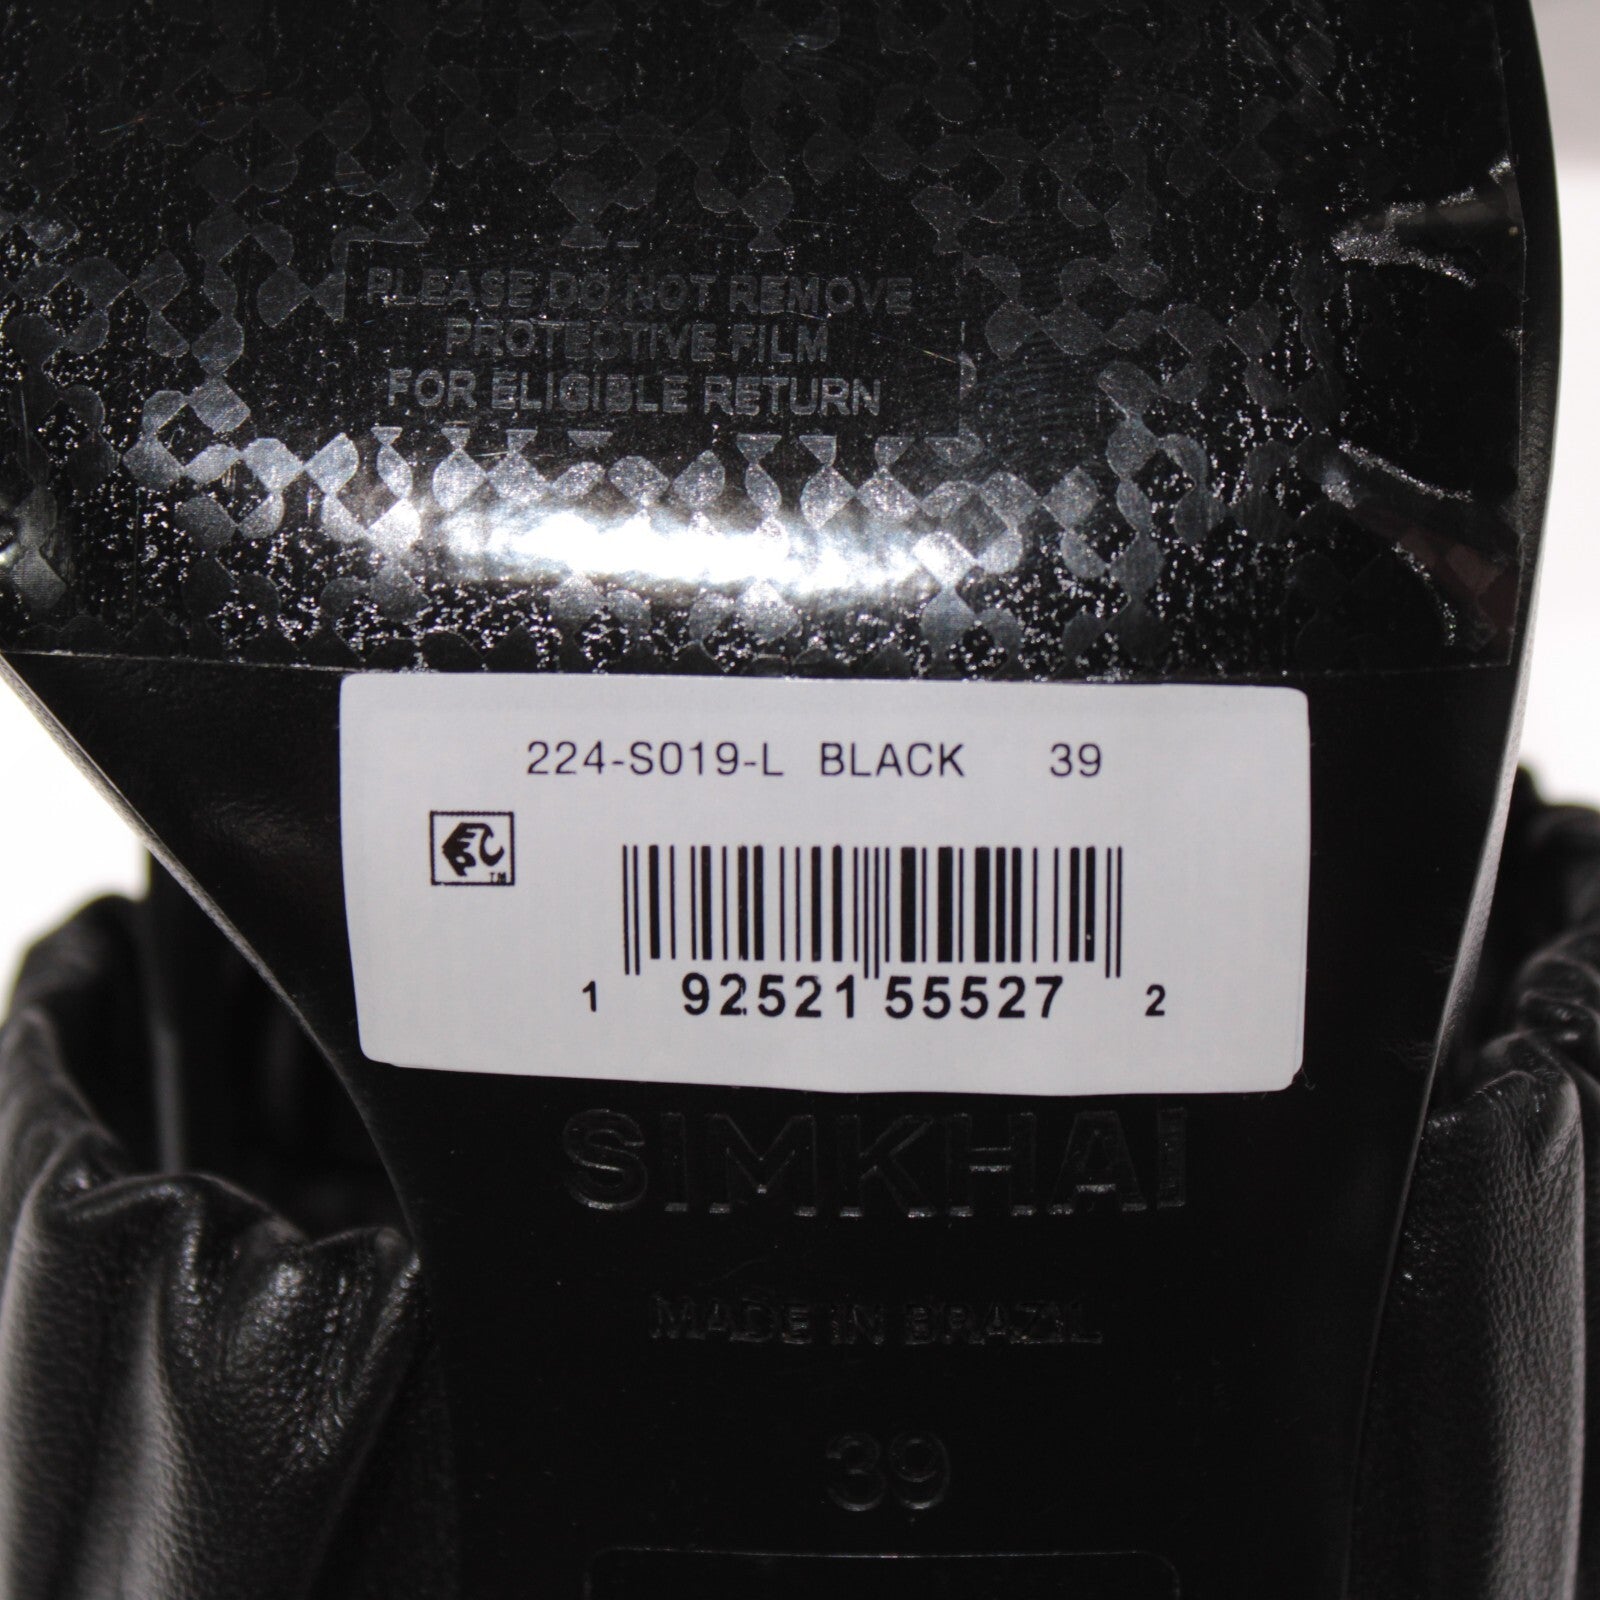 PLEASE DO NOT REMOVE
PROTECTIVE FILM
FOR ELIGIBLE RETURN
224-S019-L BLACK 39
TM
1 92521 55527 2
SIMKHAI
MADE IN BRAZIL
39